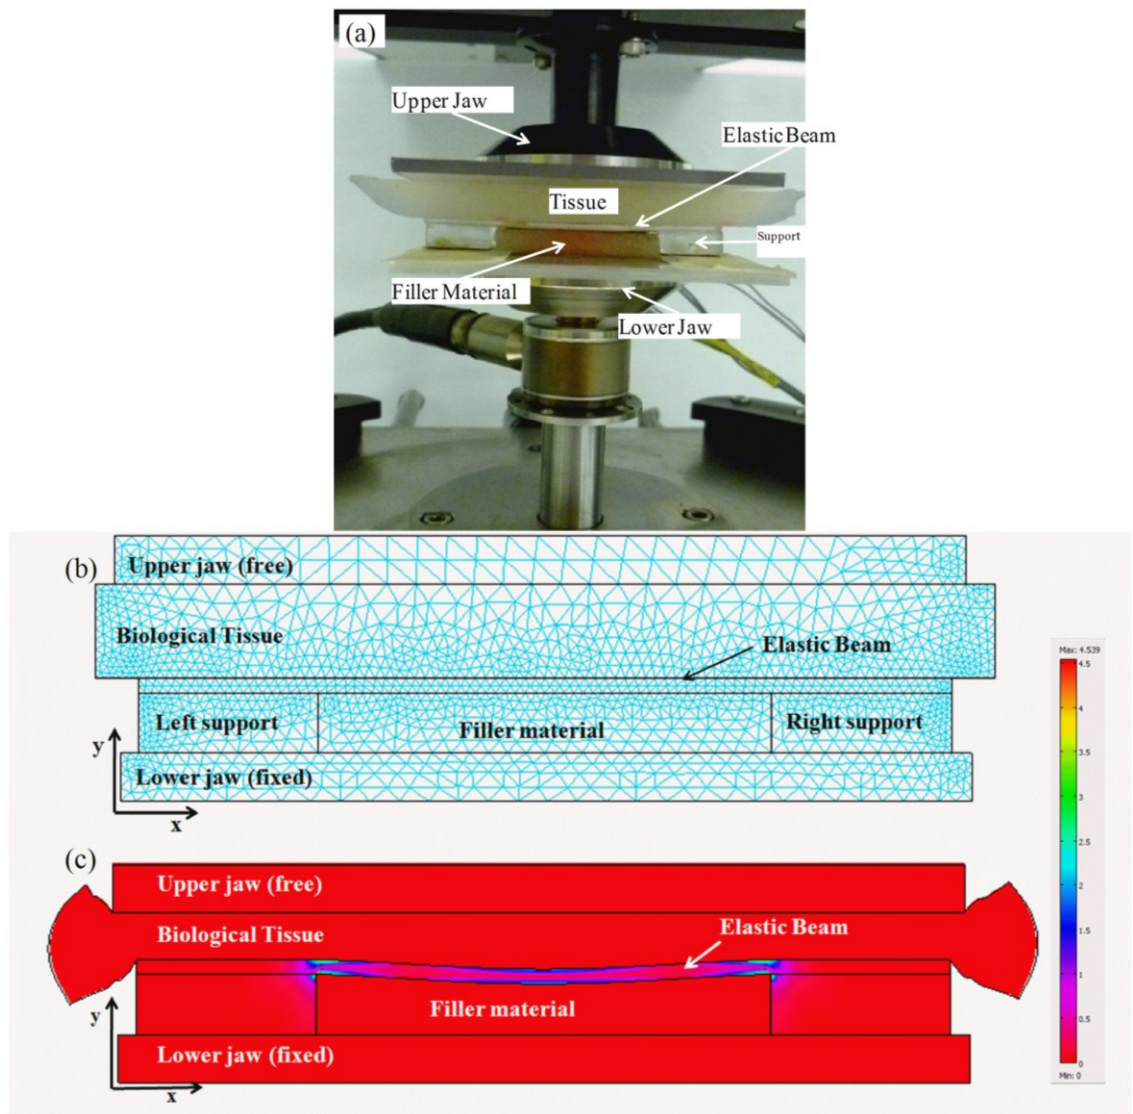 (a)
Upper Jaw
Elastic Beam
Tissue
Support
Filler Material
Lower Jaw
(b)
Upper jaw (free)
Biological Tissue
Elastic Beam
Left support
Filler material
Right support
y
Lower jaw (fixed)
x
Max: 4.539
4.5
4
3.5
3
2.5
2
1.5
1
0.5
0
Min: 0
(c)
Upper jaw (free)
Biological Tissue
Elastic Beam
Filler material
y
Lower jaw (fixed)
x